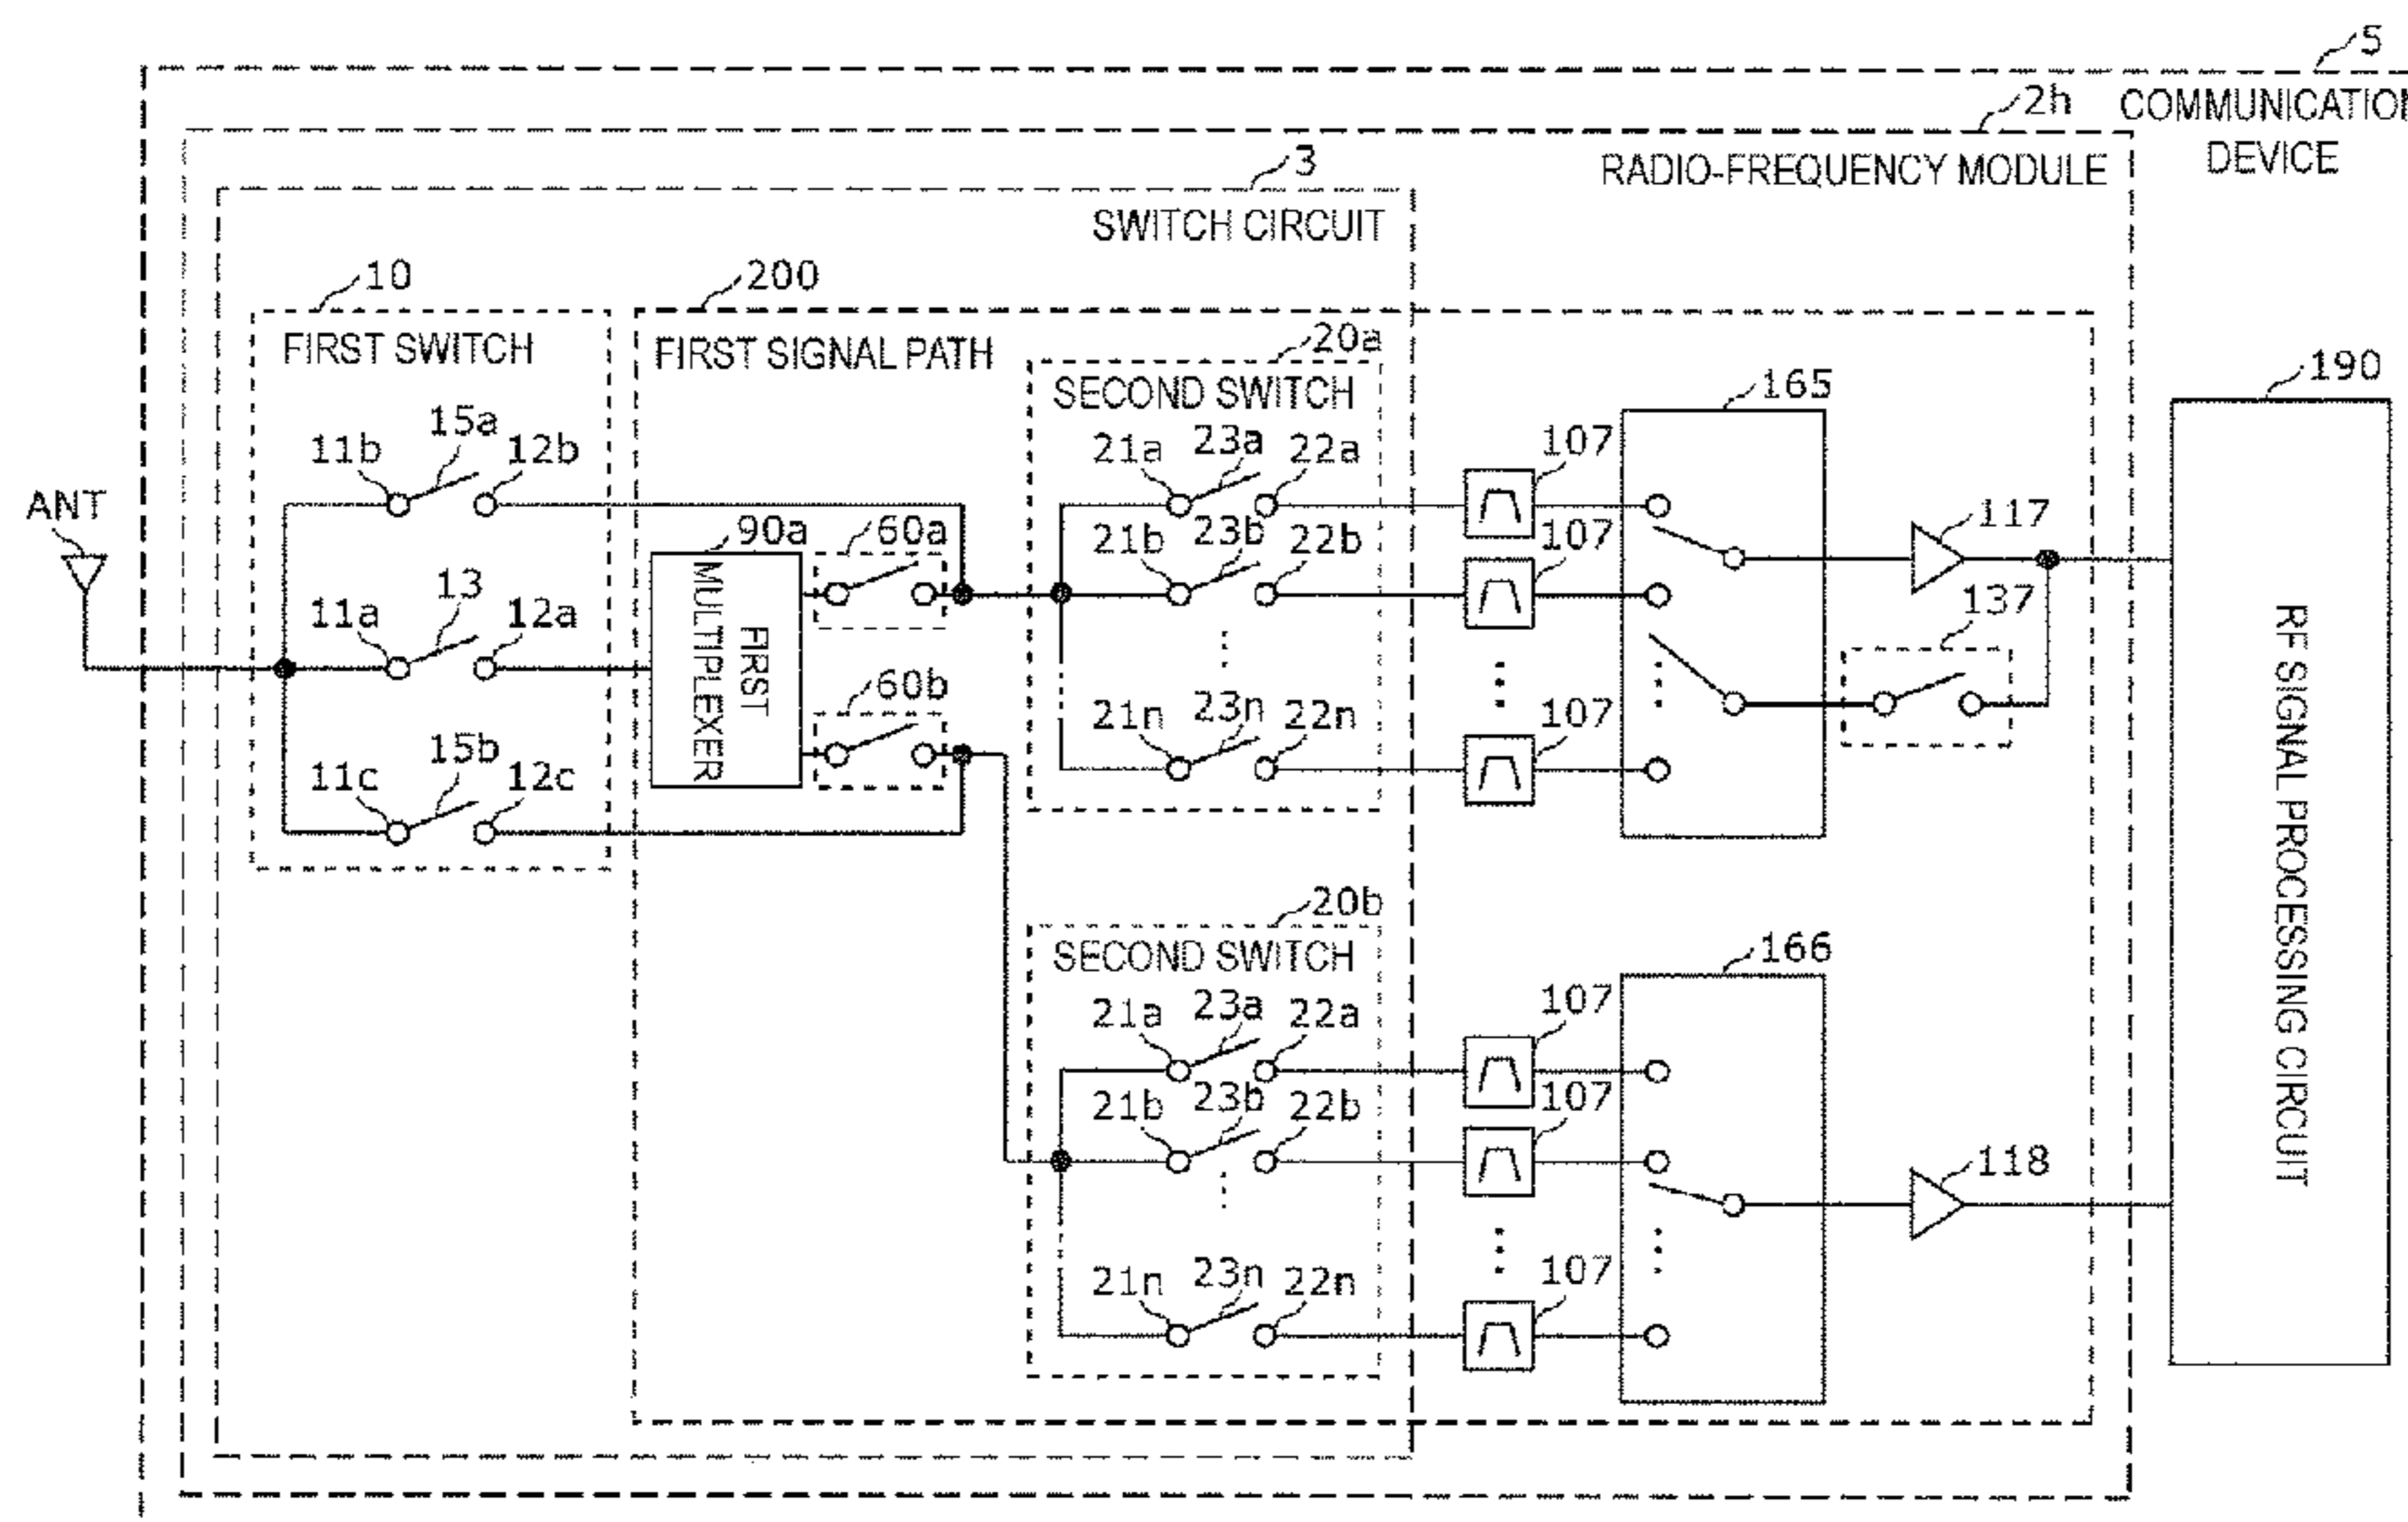 5
COMMUNICATION
DEVICE
2h
RADIO-FREQUENCY MODULE
3
SWITCH CIRCUIT
10
FIRST SWITCH
200
FIRST SIGNAL PATH
ANT
11b
15a
12b
11a
13
12a
11c
15b
12c
90a
FIRST
MULTIPLEXER
60a
60b
20a
SECOND SWITCH
21a
23a
22a
21b
23b
22b
21n
23n
22n
107
107
107
165
117
137
190
RF SIGNAL PROCESSING CIRCUIT
20b
SECOND SWITCH
21a
23a
22a
21b
23b
22b
21n
23n
22n
107
107
107
166
118